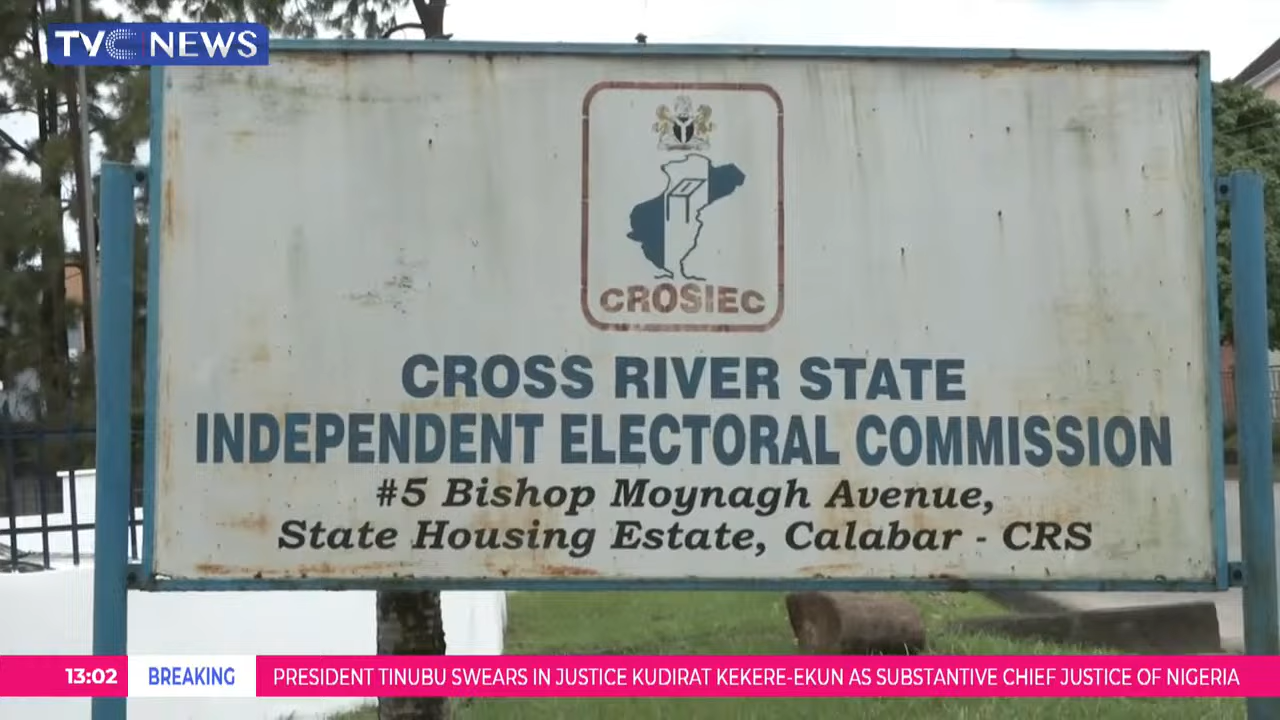 TVC NEWS
CROSIEC
CROSS RIVER STATE
INDEPENDENT ELECTORAL COMMISSION
#5 Bishop Moynagh Avenue,
State Housing Estate, Calabar - CRS
13:02 BREAKING PRESIDENT TINUBU SWEARS IN JUSTICE KUDIRAT KEKERE-EKUN AS SUBSTANTIVE CHIEF JUSTICE OF NIGERIA